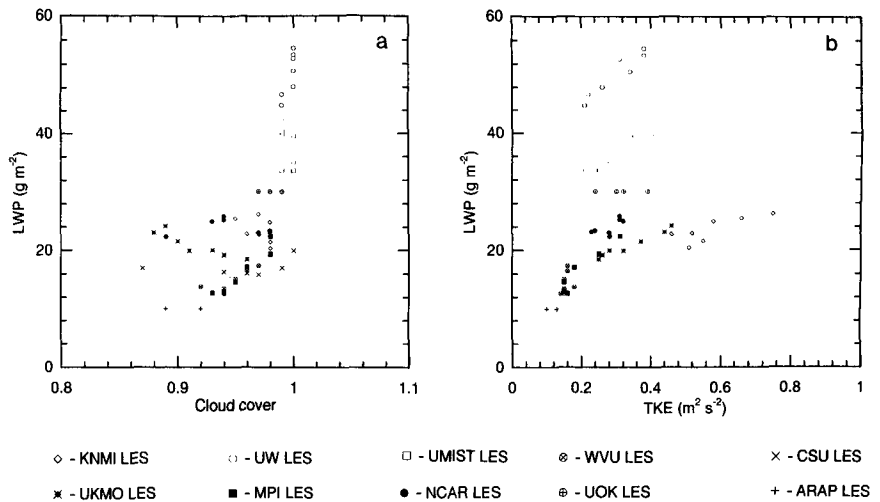 60
40
20
0
LWP (g m⁻²)
a
0.8
0.9
1
1.1
Cloud cover
60
40
20
0
LWP (g m⁻²)
b
0
0.2
0.4
0.6
0.8
1
TKE (m² s⁻²)
- KNMI LES
- UW LES
- UMIST LES
- WVU LES
- CSU LES
- UKMO LES
- MPI LES
- NCAR LES
- UOK LES
- ARAP LES